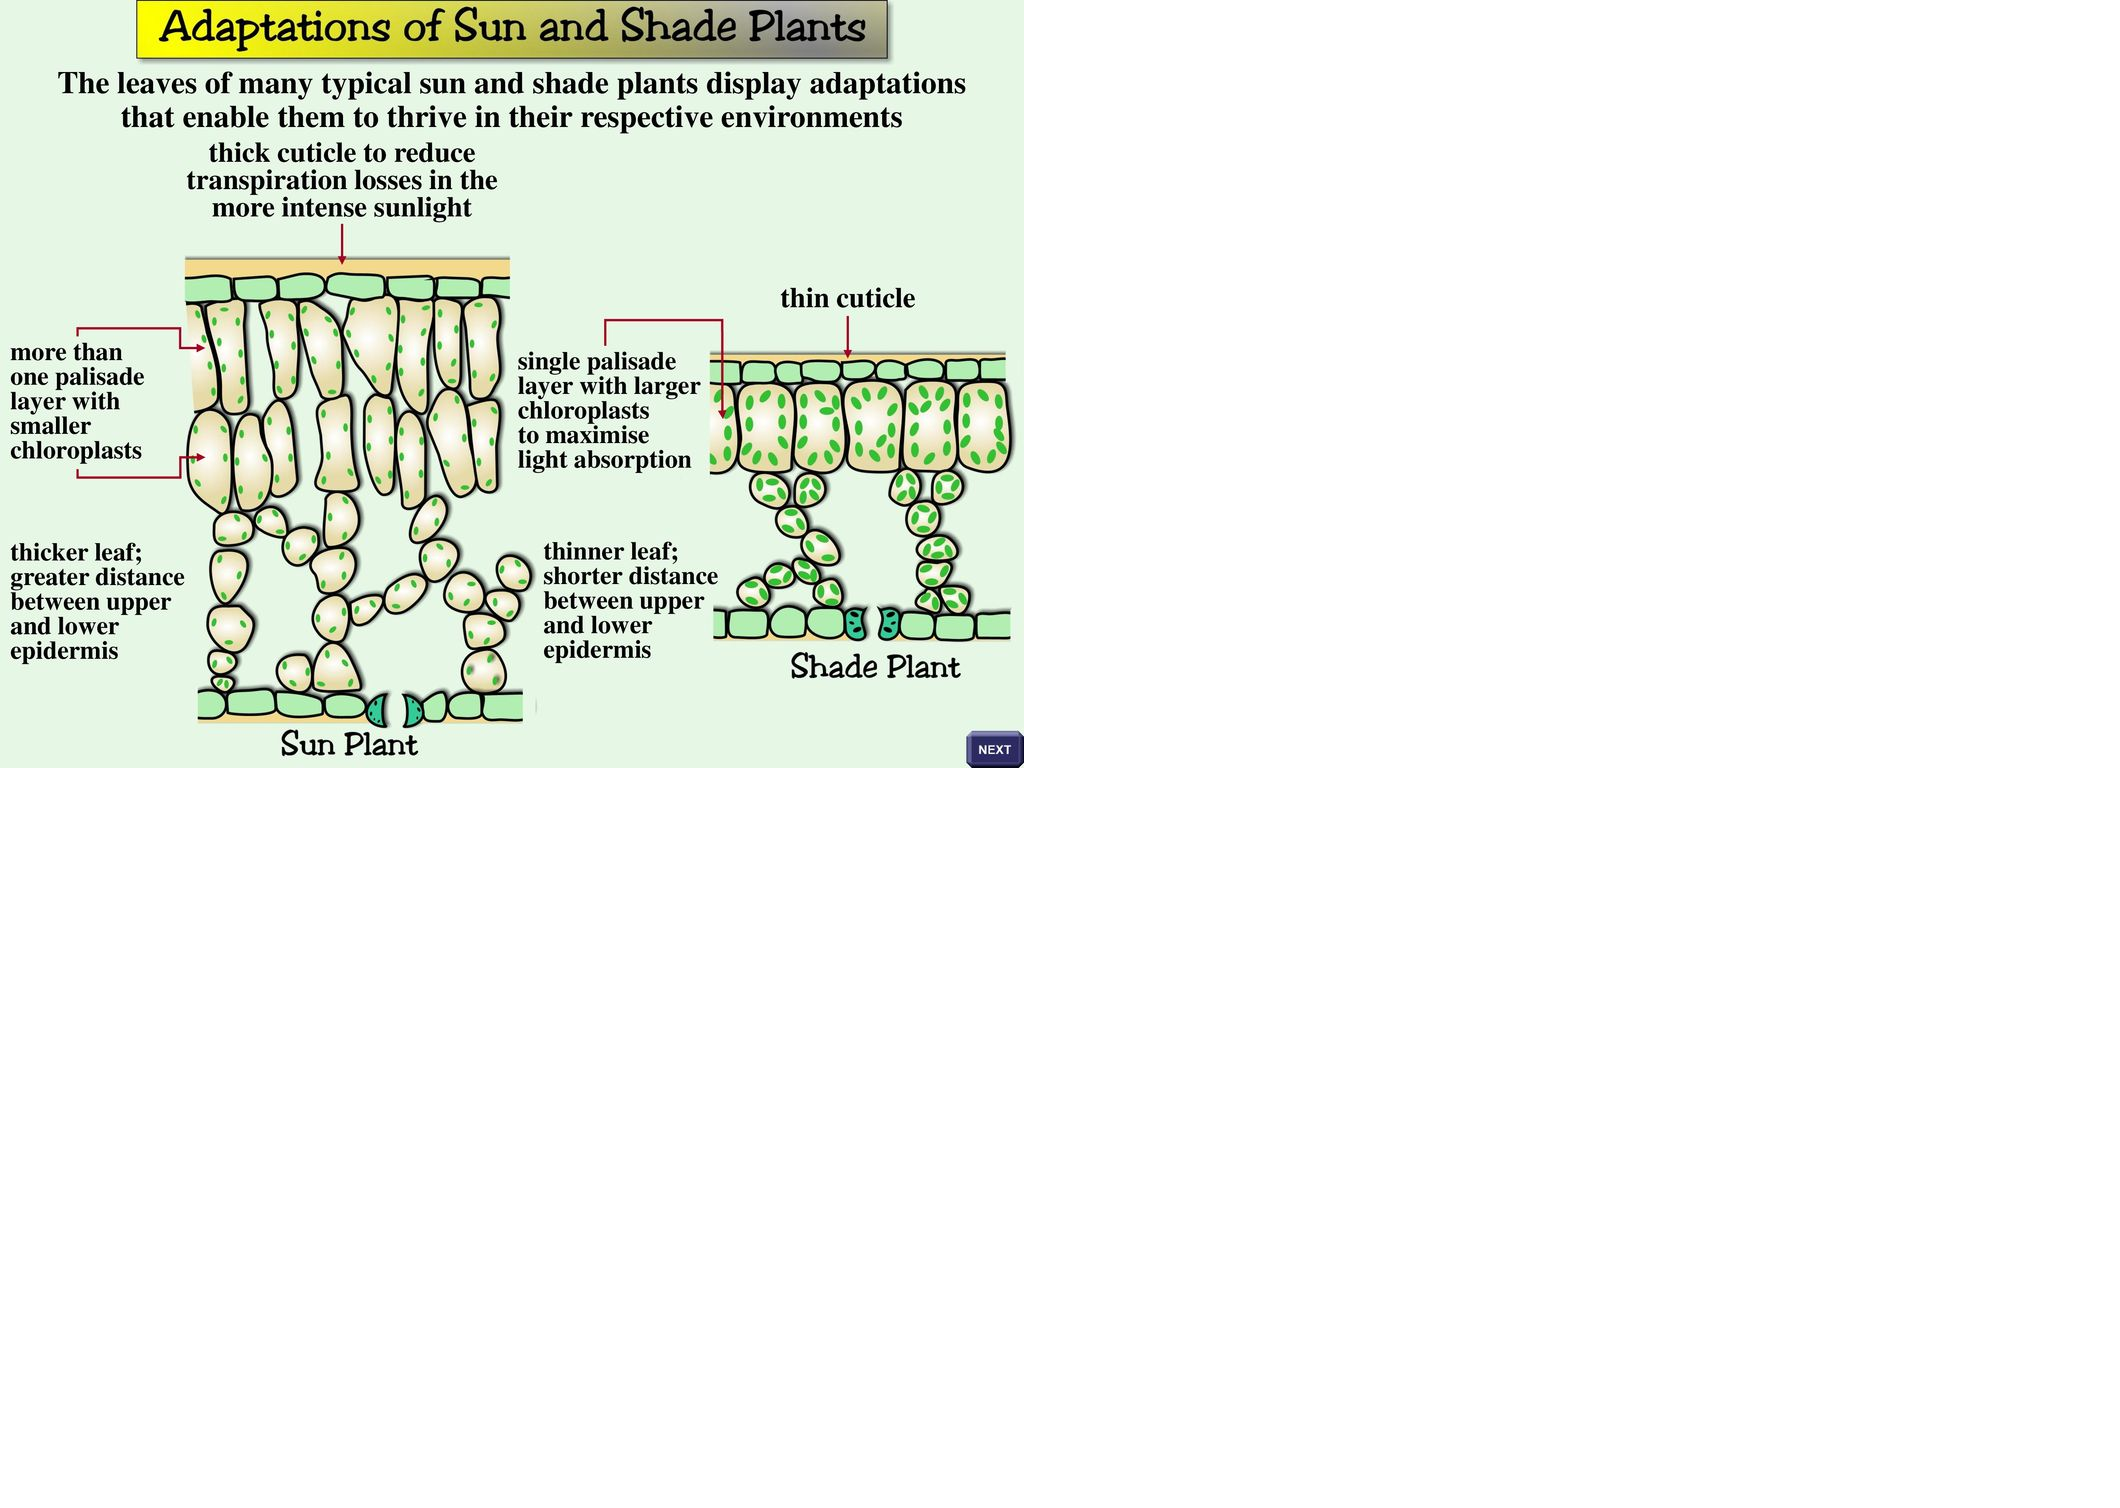 Adaptations of Sun and Shade Plants
The leaves of many typical sun and shade plants display adaptations
that enable them to thrive in their respective environments
thick cuticle to reduce
transpiration losses in the
more intense sunlight
more than
one palisade
layer with
smaller
chloroplasts
thicker leaf;
greater distance
between upper
and lower
epidermis
Sun Plant
thin cuticle
single palisade
layer with larger
chloroplasts
to maximise
light absorption
thinner leaf;
shorter distance
between upper
and lower
epidermis
Shade Plant
NEXT